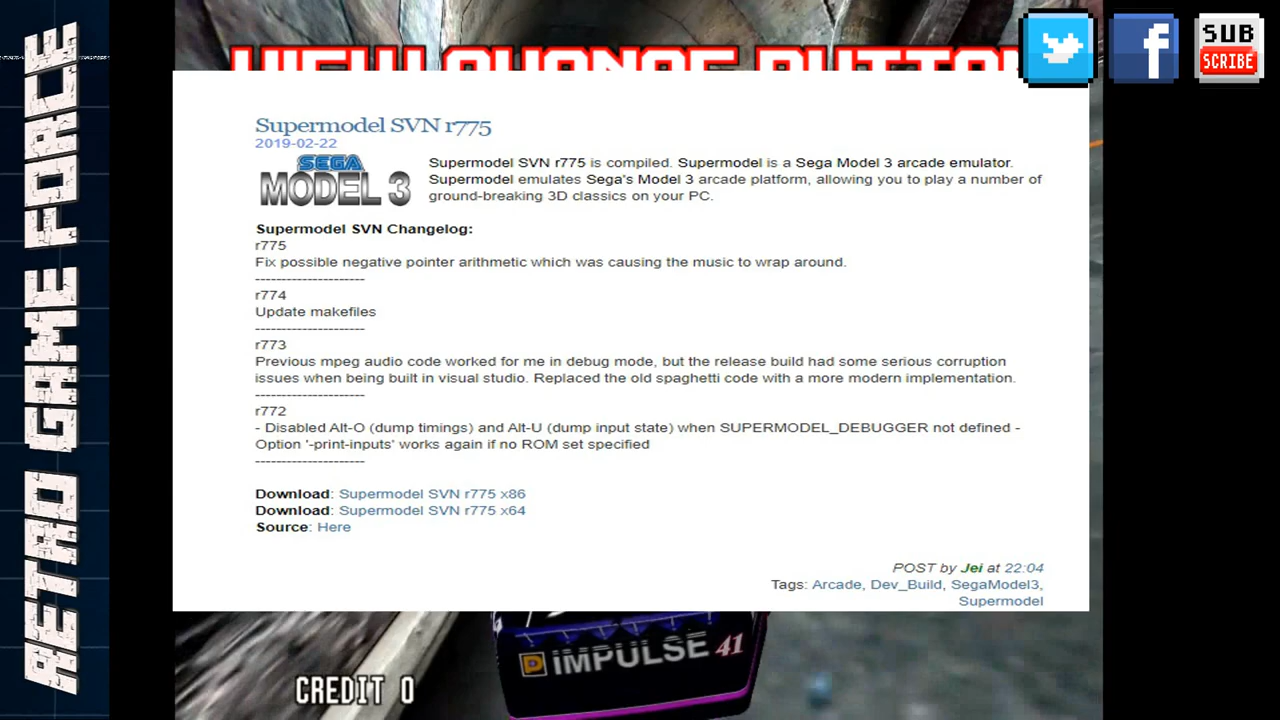 RETRO GAME FORCE
VIEW CHANGE BUTTON
SUB
SCRIBE
Supermodel SVN r775
2019-02-22
SEGA
MODEL 3
Supermodel SVN r775 is compiled. Supermodel is a Sega Model 3 arcade emulator.
Supermodel emulates Sega's Model 3 arcade platform, allowing you to play a number of
ground-breaking 3D classics on your PC.
Supermodel SVN Changelog:
r775
Fix possible negative pointer arithmetic which was causing the music to wrap around.
---------------------
r774
Update makefiles
---------------------
r773
Previous mpeg audio code worked for me in debug mode, but the release build had some serious corruption
issues when being built in visual studio. Replaced the old spaghetti code with a more modern implementation.
---------------------
r772
- Disabled Alt-O (dump timings) and Alt-U (dump input state) when SUPERMODEL_DEBUGGER not defined -
Option '-print-inputs' works again if no ROM set specified
---------------------
Download: Supermodel SVN r775 x86
Download: Supermodel SVN r775 x64
Source: Here
POST by Jei at 22:04
Tags: Arcade, Dev_Build, SegaModel3,
Supermodel
IMPULSE 41
CREDIT 0